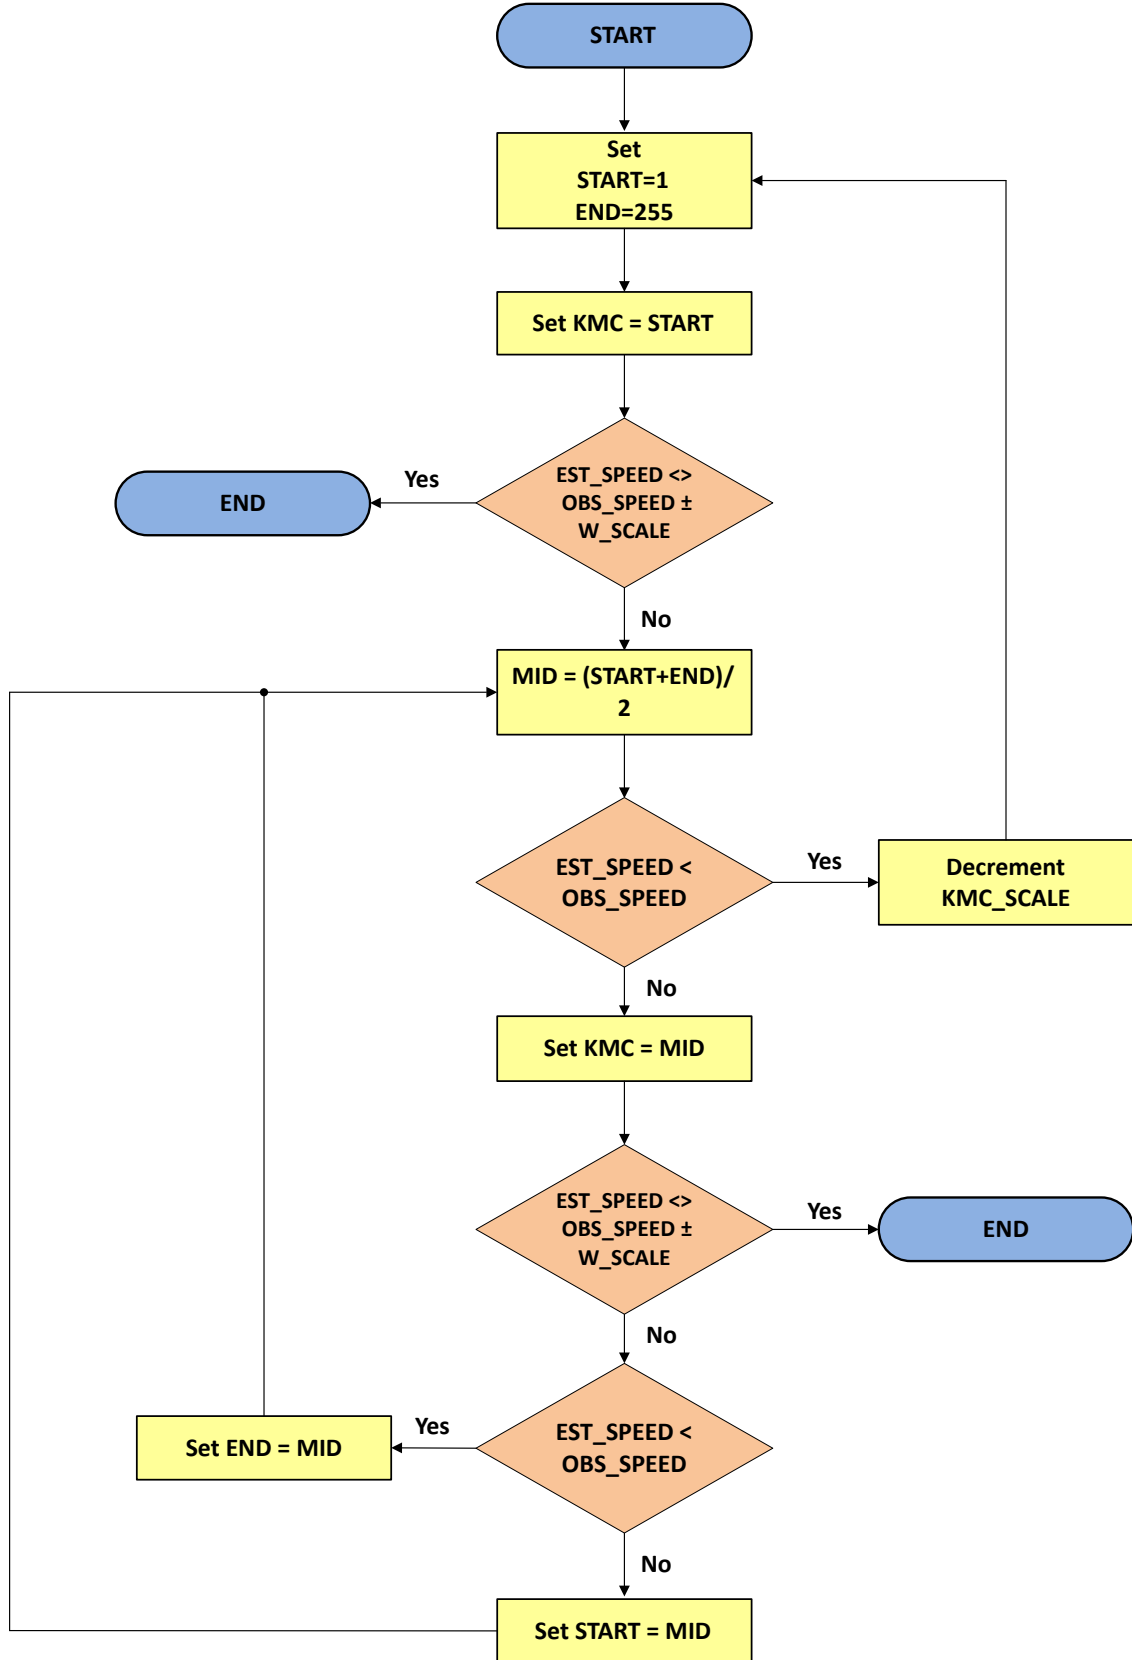 START
Set
START=1
END=255
Set KMC = START
EST_SPEED <>
OBS_SPEED ±
W_SCALE
Yes
END
No
MID = (START+END)/
2
EST_SPEED <
OBS_SPEED
Yes
Decrement
KMC_SCALE
No
Set KMC = MID
EST_SPEED <>
OBS_SPEED ±
W_SCALE
Yes
END
No
EST_SPEED <
OBS_SPEED
Yes
Set END = MID
No
Set START = MID